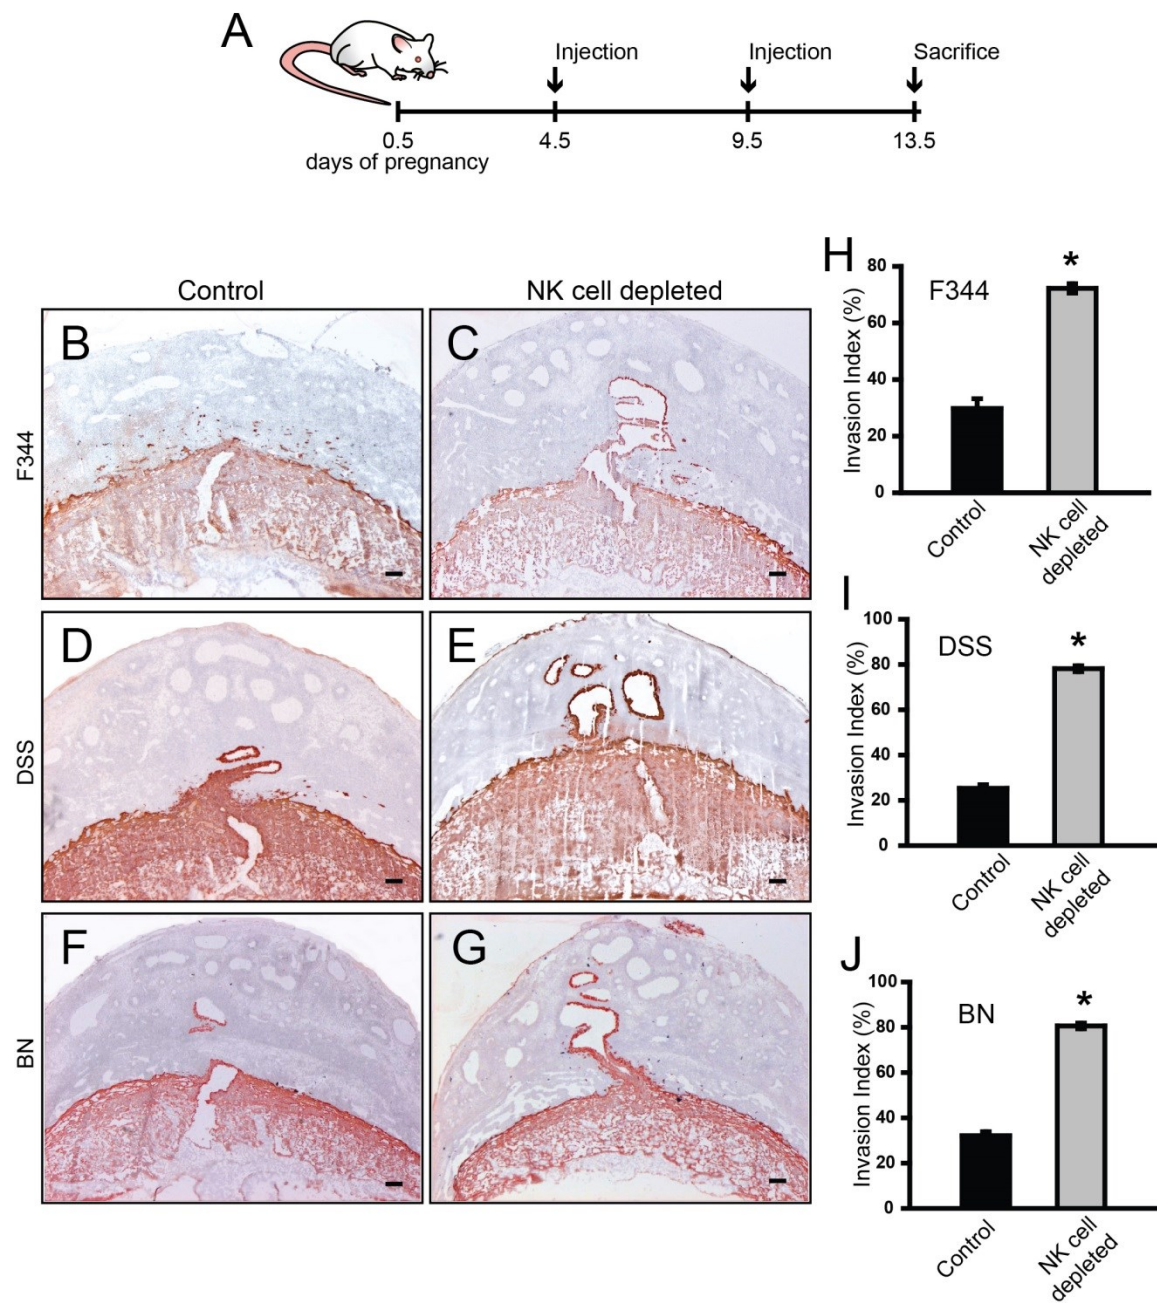 A
Injection
Injection
Sacrifice
0.5
4.5
9.5
13.5
days of pregnancy
Control
NK cell depleted
F344
B
C
DSS
D
E
BN
F
G
H
F344
Invasion Index (%)
80
60
40
20
0
Control
NK cell
depleted
*
I
DSS
Invasion Index (%)
100
80
60
40
20
0
Control
NK cell
depleted
*
J
BN
Invasion Index (%)
100
80
60
40
20
0
Control
NK cell
depleted
*